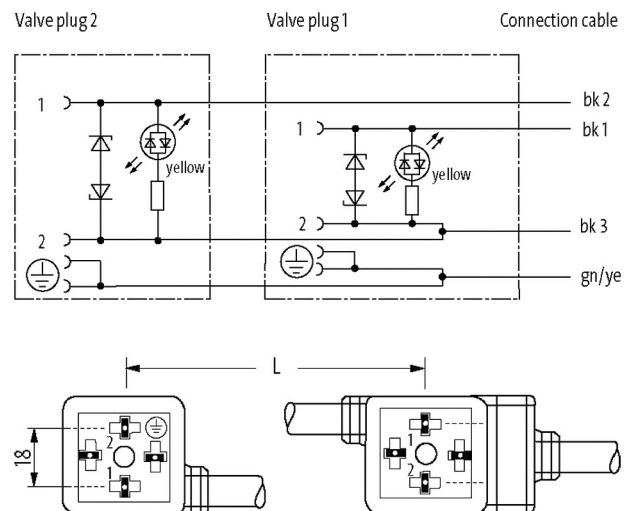 Valve plug 2
Valve plug 1
Connection cable
1
bk 2
1
bk 1
yellow
yellow
2
bk 3
2
gn/ye
L
18
2
1
1
2